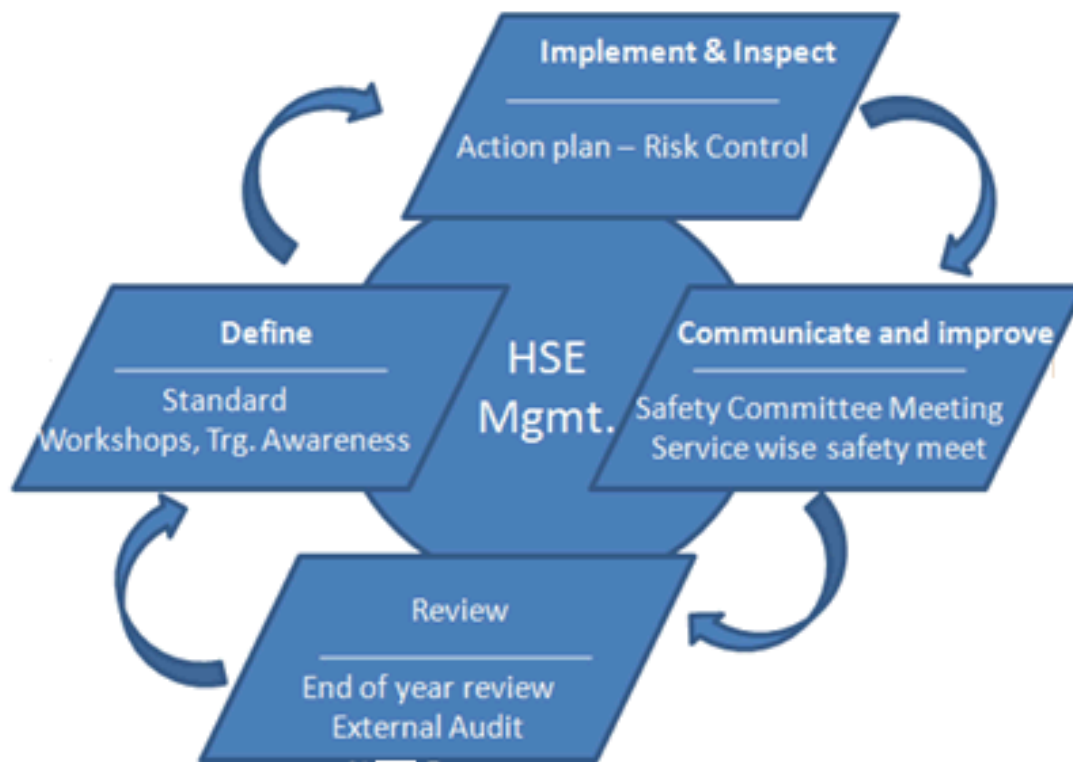 Implement & Inspect
Action plan – Risk Control
Define
Standard
Workshops, Trg. Awareness
HSE
Mgmt.
Communicate and improve
Safety Committee Meeting
Service wise safety meet
Review
End of year review
External Audit